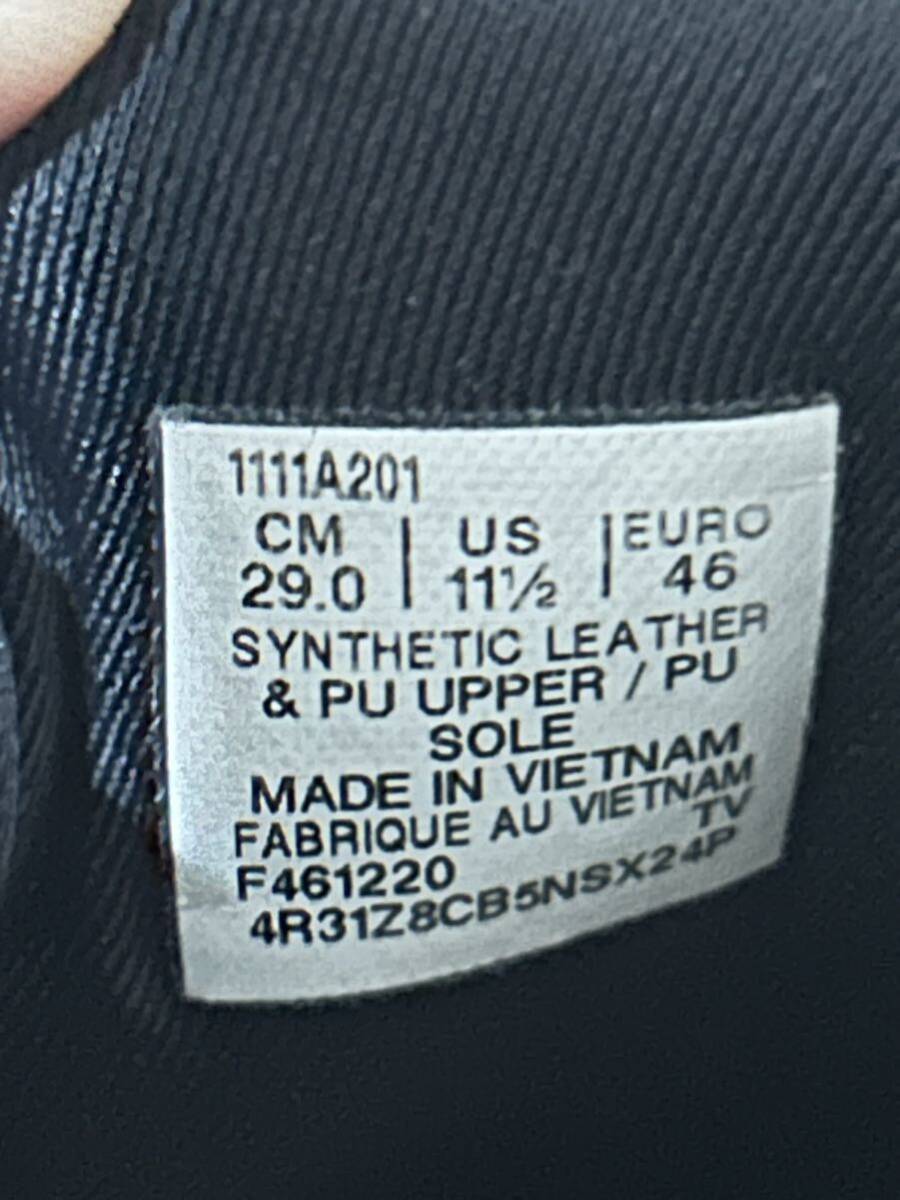 1111A201
CM | US | EURO
29.0 | 11½ | 46
SYNTHETIC LEATHER
& PU UPPER / PU
SOLE
MADE IN VIETNAM
FABRIQUE AU VIETNAM
TV
F461220
4R31Z8CB5NSX24P